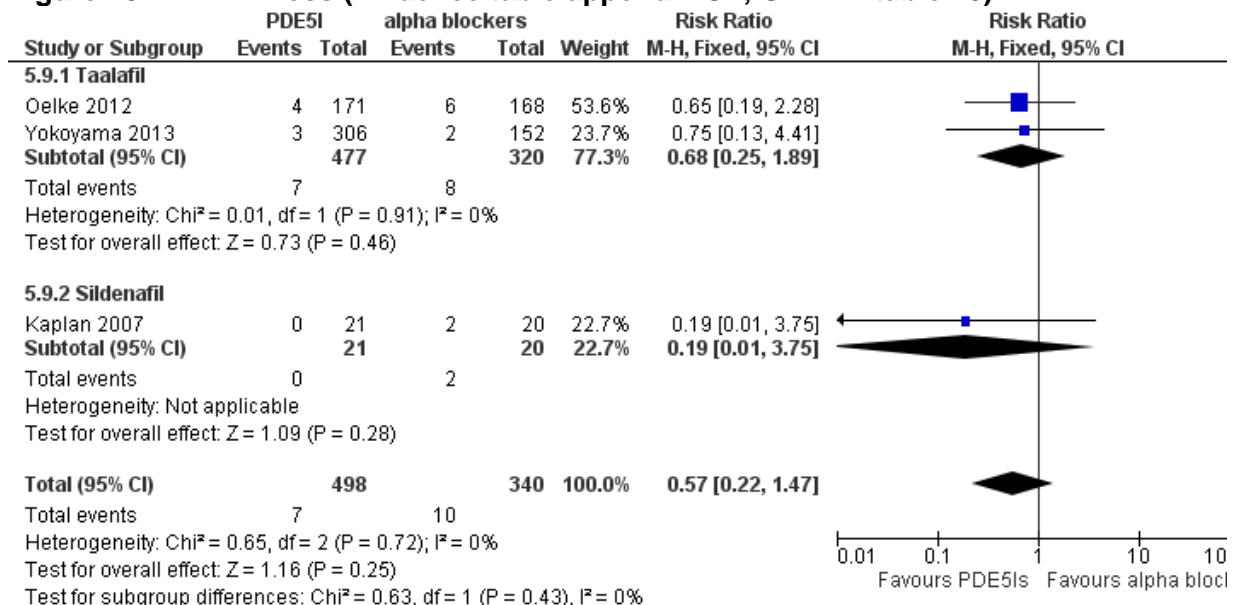 PDE5I alpha blockers Risk Ratio Risk Ratio
Study or Subgroup Events Total Events Total Weight M-H, Fixed, 95% CI M-H, Fixed, 95% CI
5.9.1 Taalafil
Oelke 2012 4 171 6 168 53.6% 0.65 [0.19, 2.28]
Yokoyama 2013 3 306 2 152 23.7% 0.75 [0.13, 4.41]
Subtotal (95% CI) 477 320 77.3% 0.68 [0.25, 1.89]
Total events 7 8
Heterogeneity: Chi² = 0.01, df = 1 (P = 0.91); I² = 0%
Test for overall effect: Z = 0.73 (P = 0.46)
5.9.2 Sildenafil
Kaplan 2007 0 21 2 20 22.7% 0.19 [0.01, 3.75]
Subtotal (95% CI) 21 20 22.7% 0.19 [0.01, 3.75]
Total events 0 2
Heterogeneity: Not applicable
Test for overall effect: Z = 1.09 (P = 0.28)
Total (95% CI) 498 340 100.0% 0.57 [0.22, 1.47]
Total events 7 10
Heterogeneity: Chi² = 0.65, df = 2 (P = 0.72); I² = 0%
Test for overall effect: Z = 1.16 (P = 0.25)
Test for subgroup differences: Chi² = 0.63, df = 1 (P = 0.43), I² = 0%
0.01 0.1 1 10 10
Favours PDE5Is Favours alpha